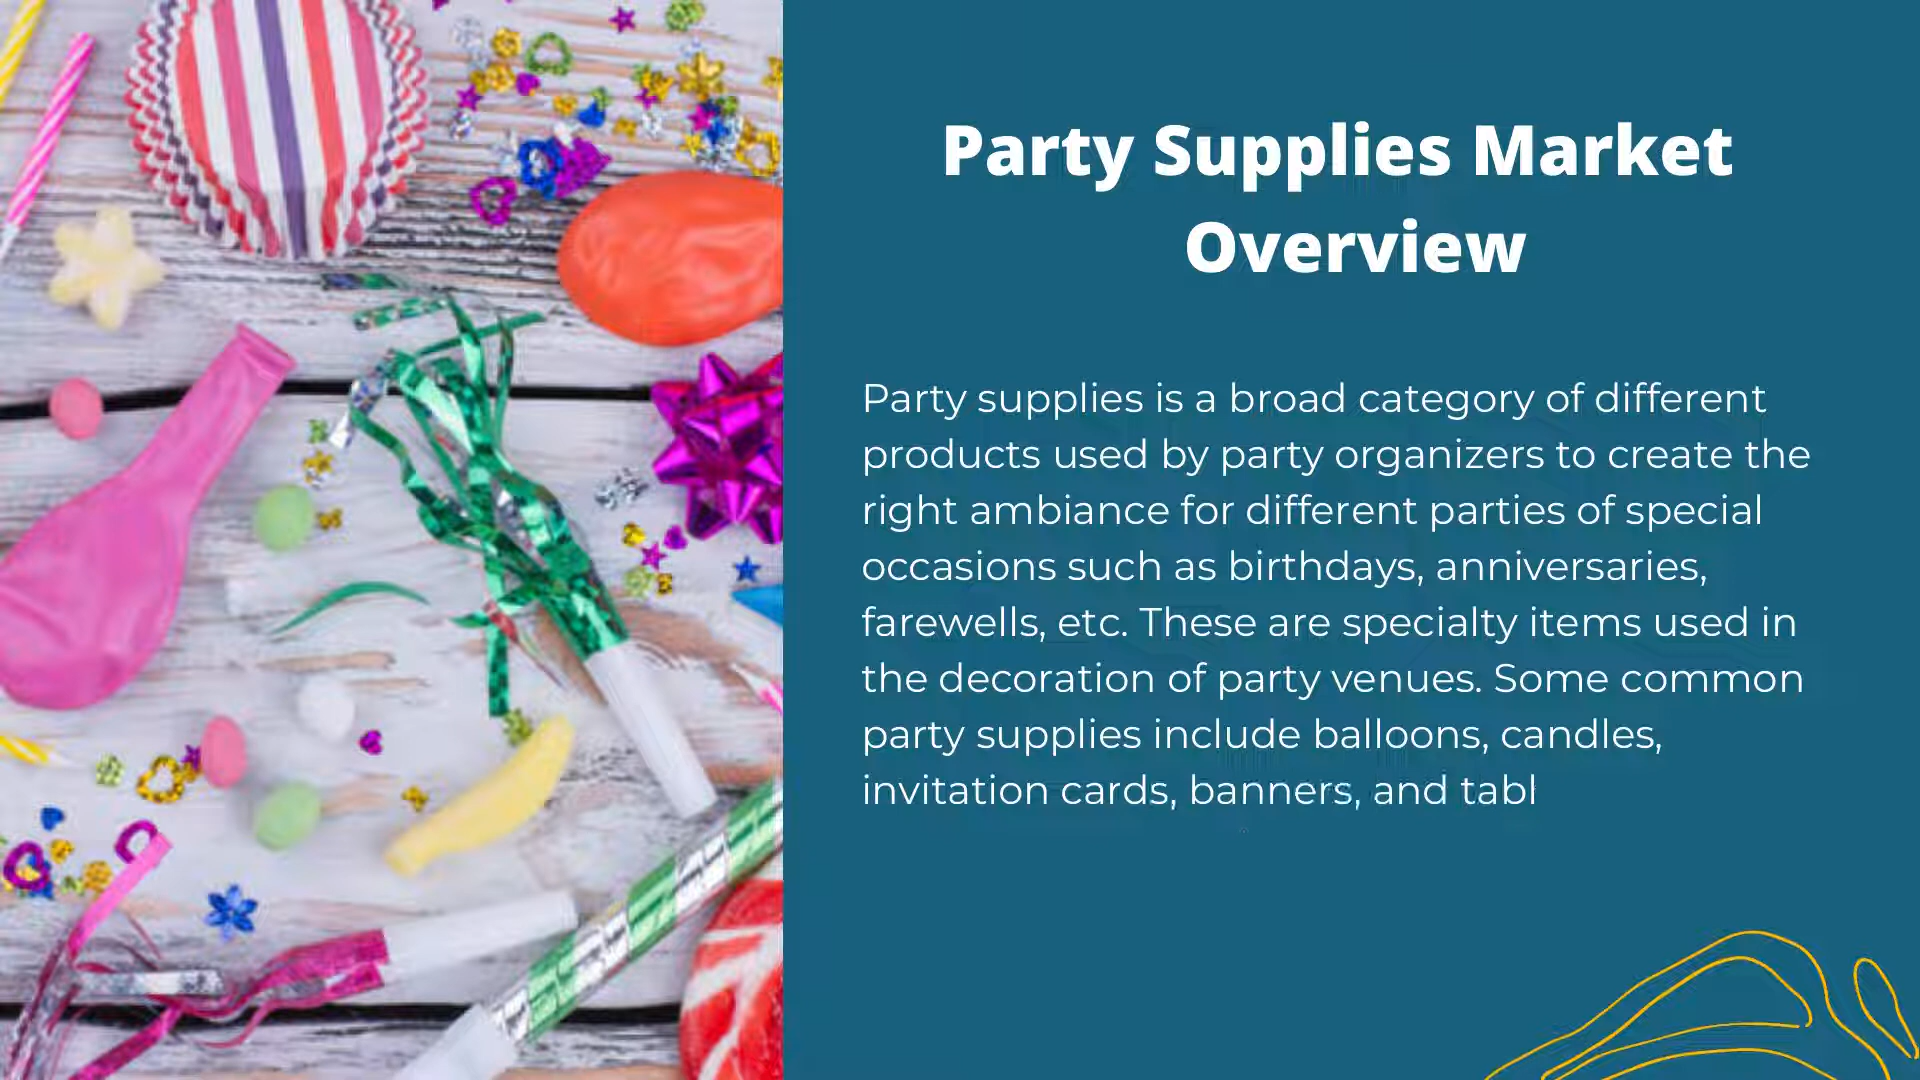 Party Supplies Market
Overview
Party supplies is a broad category of different
products used by party organizers to create the
right ambiance for different parties of special
occasions such as birthdays, anniversaries,
farewells, etc. These are specialty items used in
the decoration of party venues. Some common
party supplies include balloons, candles,
invitation cards, banners, and tabl